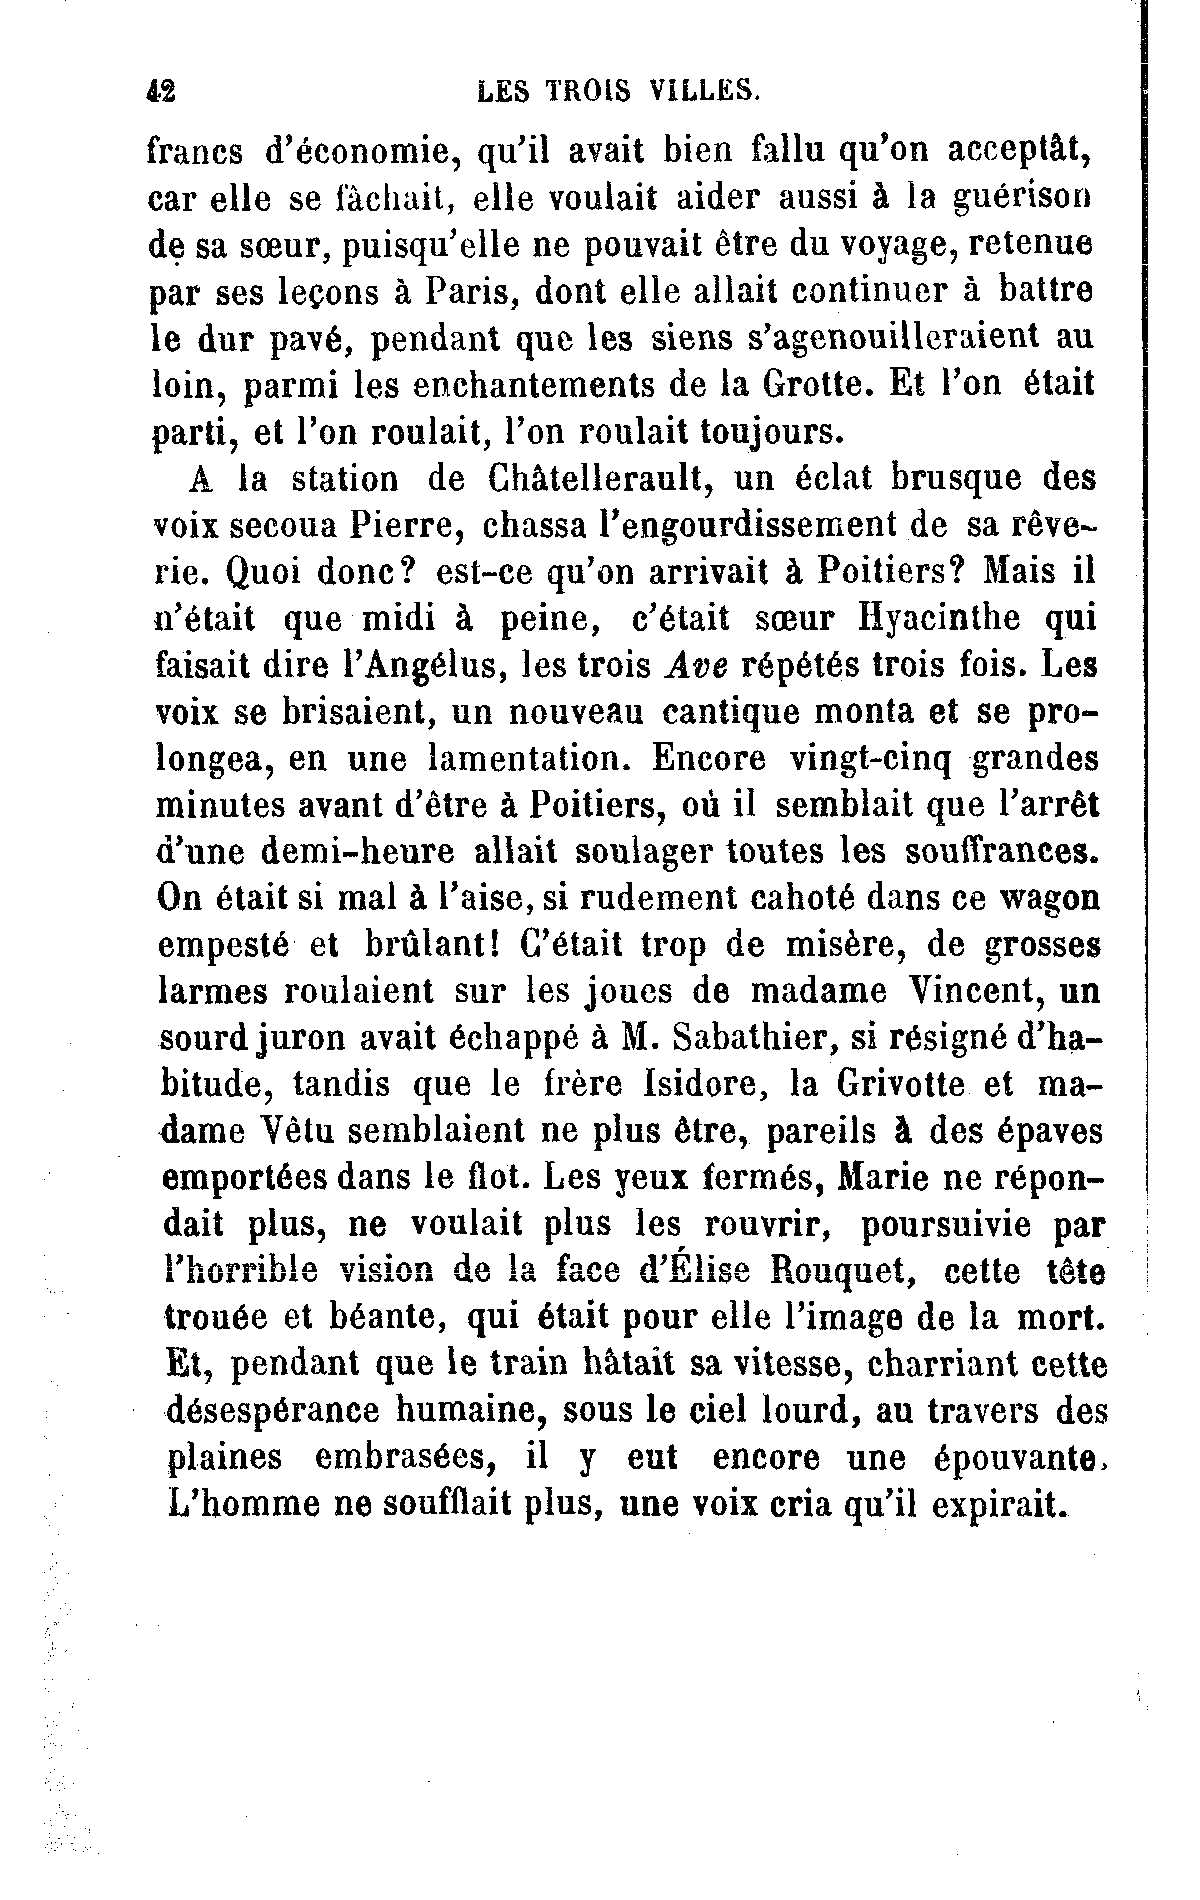 42 LES TROIS VILLES.
francs d'économie, qu'il avait bien fallu qu'on acceptât,
car elle se fâchait, elle voulait aider aussi à la guérison
de sa sœur, puisqu'elle ne pouvait être du voyage, retenue
par ses leçons à Paris, dont elle allait continuer à battre
le dur pavé, pendant que les siens s'agenouilleraient au
loin, parmi les enchantements de la Grotte. Et l'on était
parti, et l'on roulait, l'on roulait toujours.
A la station de Châtellerault, un éclat brusque des
voix secoua Pierre, chassa l'engourdissement de sa rêve-
rie. Quoi donc? est-ce qu'on arrivait à Poitiers? Mais il
n'était que midi à peine, c'était sœur Hyacinthe qui
faisait dire l'Angélus, les trois Ave répétés trois fois. Les
voix se brisaient, un nouveau cantique monta et se pro-
longea, en une lamentation. Encore vingt-cinq grandes
minutes avant d'être à Poitiers, où il semblait que l'arrêt
d'une demi-heure allait soulager toutes les souffrances.
On était si mal à l'aise, si rudement cahoté dans ce wagon
empesté et brûlant! C'était trop de misère, de grosses
larmes roulaient sur les joues de madame Vincent, un
sourd juron avait échappé à M. Sabathier, si résigné d'ha-
bitude, tandis que le frère Isidore, la Grivotte et ma-
dame Vêtu semblaient ne plus être, pareils à des épaves
emportées dans le flot. Les yeux fermés, Marie ne répon-
dait plus, ne voulait plus les rouvrir, poursuivie par
l'horrible vision de la face d'Élise Rouquet, cette tête
trouée et béante, qui était pour elle l'image de la mort.
Et, pendant que le train hâtait sa vitesse, charriant cette
désespérance humaine, sous le ciel lourd, au travers des
plaines embrasées, il y eut encore une épouvante.
L'homme ne soufflait plus, une voix cria qu'il expirait.